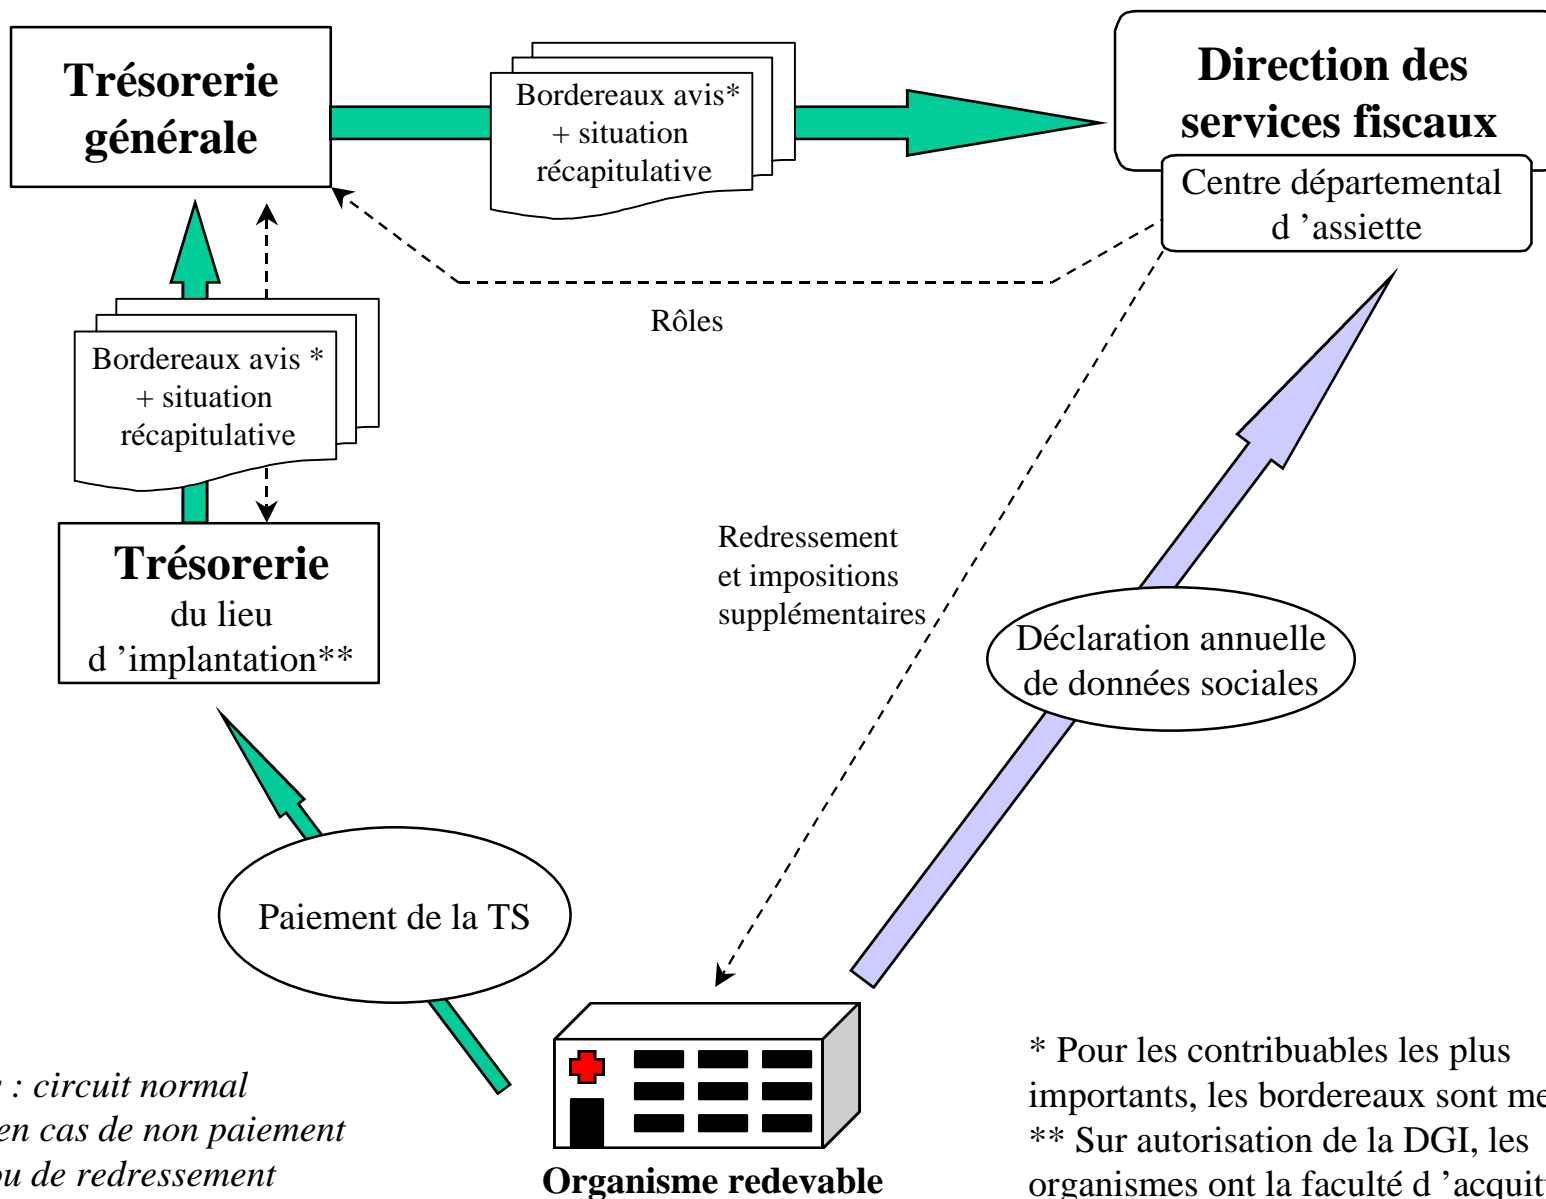 Trésorerie
générale
Bordereaux avis*
+ situation
récapitulative
Direction des
services fiscaux
Centre départemental
d ’assiette
Rôles
Bordereaux avis *
+ situation
récapitulative
Trésorerie
du lieu
d ’implantation**
Redressement
et impositions
supplémentaires
Déclaration annuelle
de données sociales
Paiement de la TS
: circuit normal
en cas de non paiement
ou de redressement
Organisme redevable
* Pour les contribuables les plus
importants, les bordereaux sont
** Sur autorisation de la DGI, les
organismes ont la faculté d